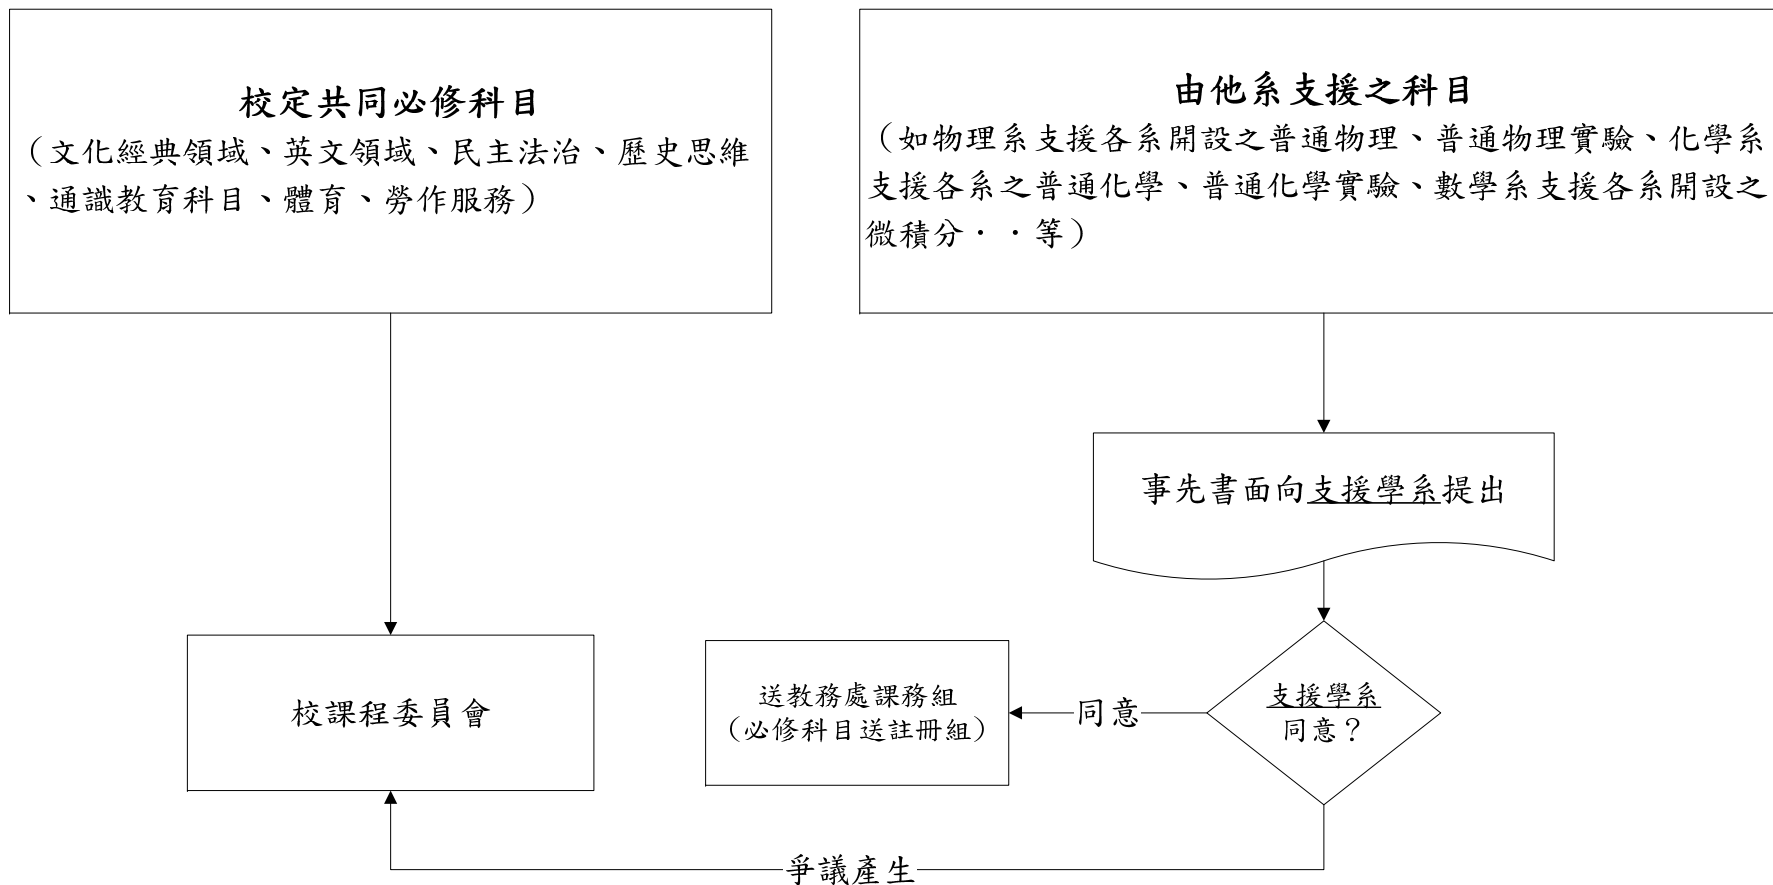 校定共同必修科目
（文化經典領域、英文領域、民主法治、歷史思維
、通識教育科目、體育、勞作服務）
由他系支援之科目
（如物理系支援各系開設之普通物理、普通物理實驗、化學系
支援各系之普通化學、普通化學實驗、數學系支援各系開設之
微積分．．等）
事先書面向支援學系提出
校課程委員會
送教務處課務組
（必修科目送註冊組）
同意
支援學系
同意？
爭議產生